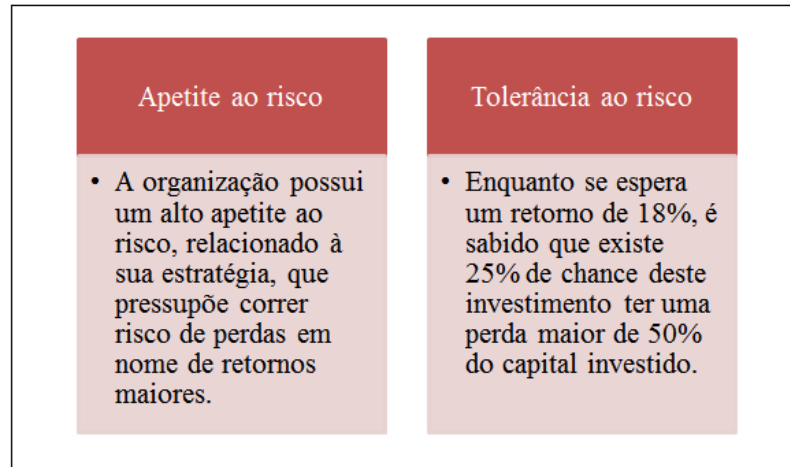 Apetite ao risco
• A organização possui
um alto apetite ao
risco, relacionado à
sua estratégia, que
pressupõe correr
risco de perdas em
nome de retornos
maiores.
Tolerância ao risco
• Enquanto se espera
um retorno de 18%, é
sabido que existe
25% de chance deste
investimento ter uma
perda maior de 50%
do capital investido.